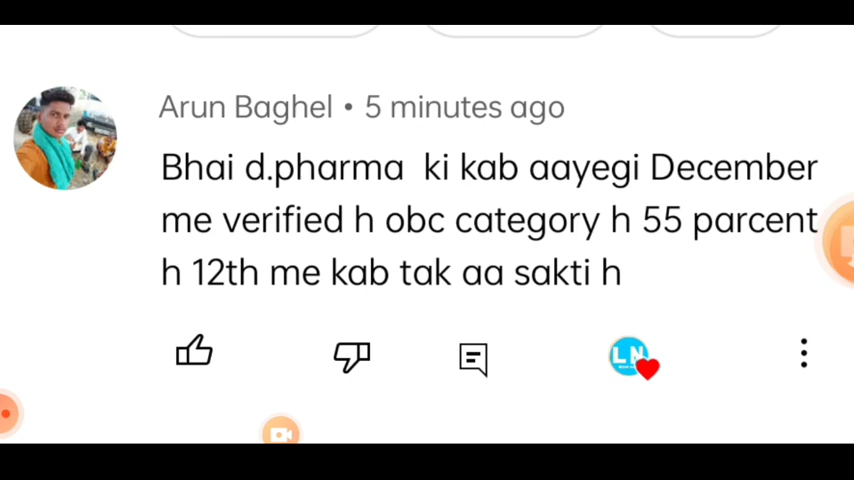 Arun Baghel • 5 minutes ago
Bhai d.pharma ki kab aayegi December
me verified h obc category h 55 parcent
h 12th me kab tak aa sakti h
LN